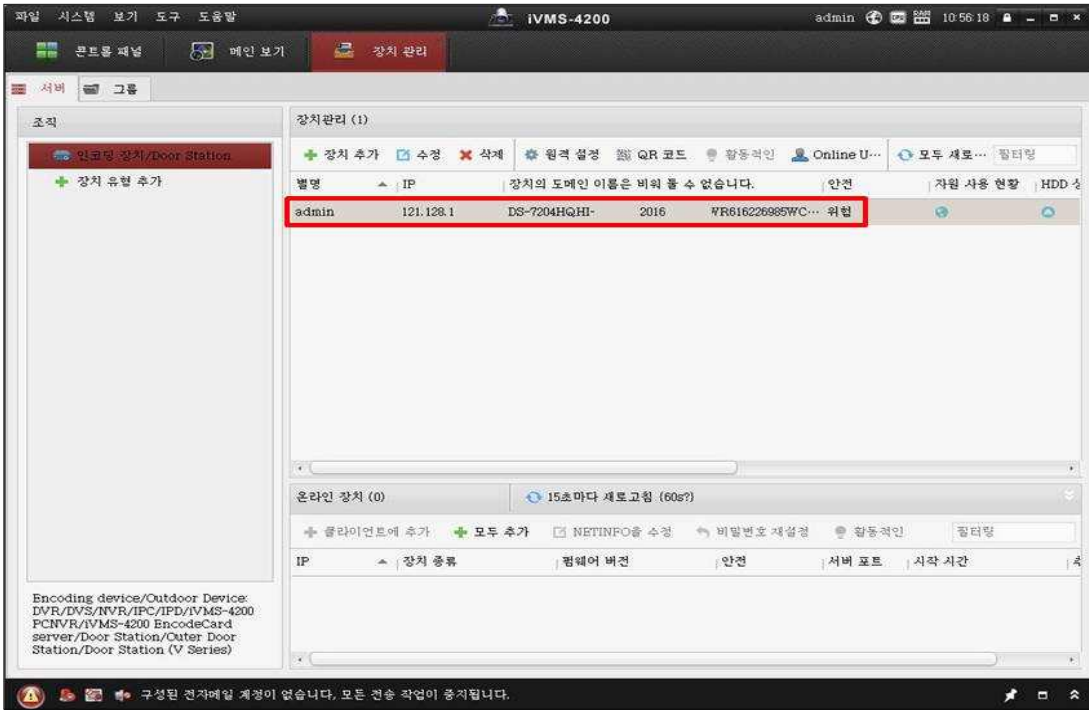 파일 시스템 보기 도구 도움말 iVMS-4200 admin 10:56:18
콘트롤 패널 메인 보기 장치 관리
서버 그룹
조직
인코딩 장치/Door Station
장치 유형 추가
Encoding device/Outdoor Device:
DVR/DVS/NVR/IPC/IPD/iVMS-4200
PCNVR/iVMS-4200 EncodeCard
server/Door Station/Outer Door
Station/Door Station (V Series)
장치관리 (1)
장치 추가 수정 삭제 원격 설정 QR 코드 활동적인 Online U… 모두 새로… 필터링
별명 IP 장치의 도메인 이름은 비워 둘 수 없습니다. 안전 자원 사용 현황 HDD
admin 121.128.1 DS-7204HQHI- 2016 WR616226985WC… 위험
온라인 장치 (0) 15초마다 새로고침 (60s?)
클라이언트에 추가 모두 추가 NETINFO을 수정 비밀번호 재설정 활동적인 필터링
IP 장치 종류 펌웨어 버전 안전 서버 포트 시작 시간
구성된 전자메일 계정이 없습니다, 모든 전송 작업이 중지됩니다.